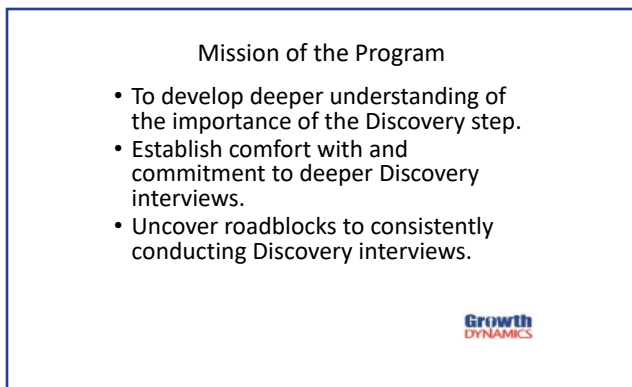 Mission of the Program
• To develop deeper understanding of
the importance of the Discovery step.
• Establish comfort with and
commitment to deeper Discovery
interviews.
• Uncover roadblocks to consistently
conducting Discovery interviews.
Growth
DYNAMICS